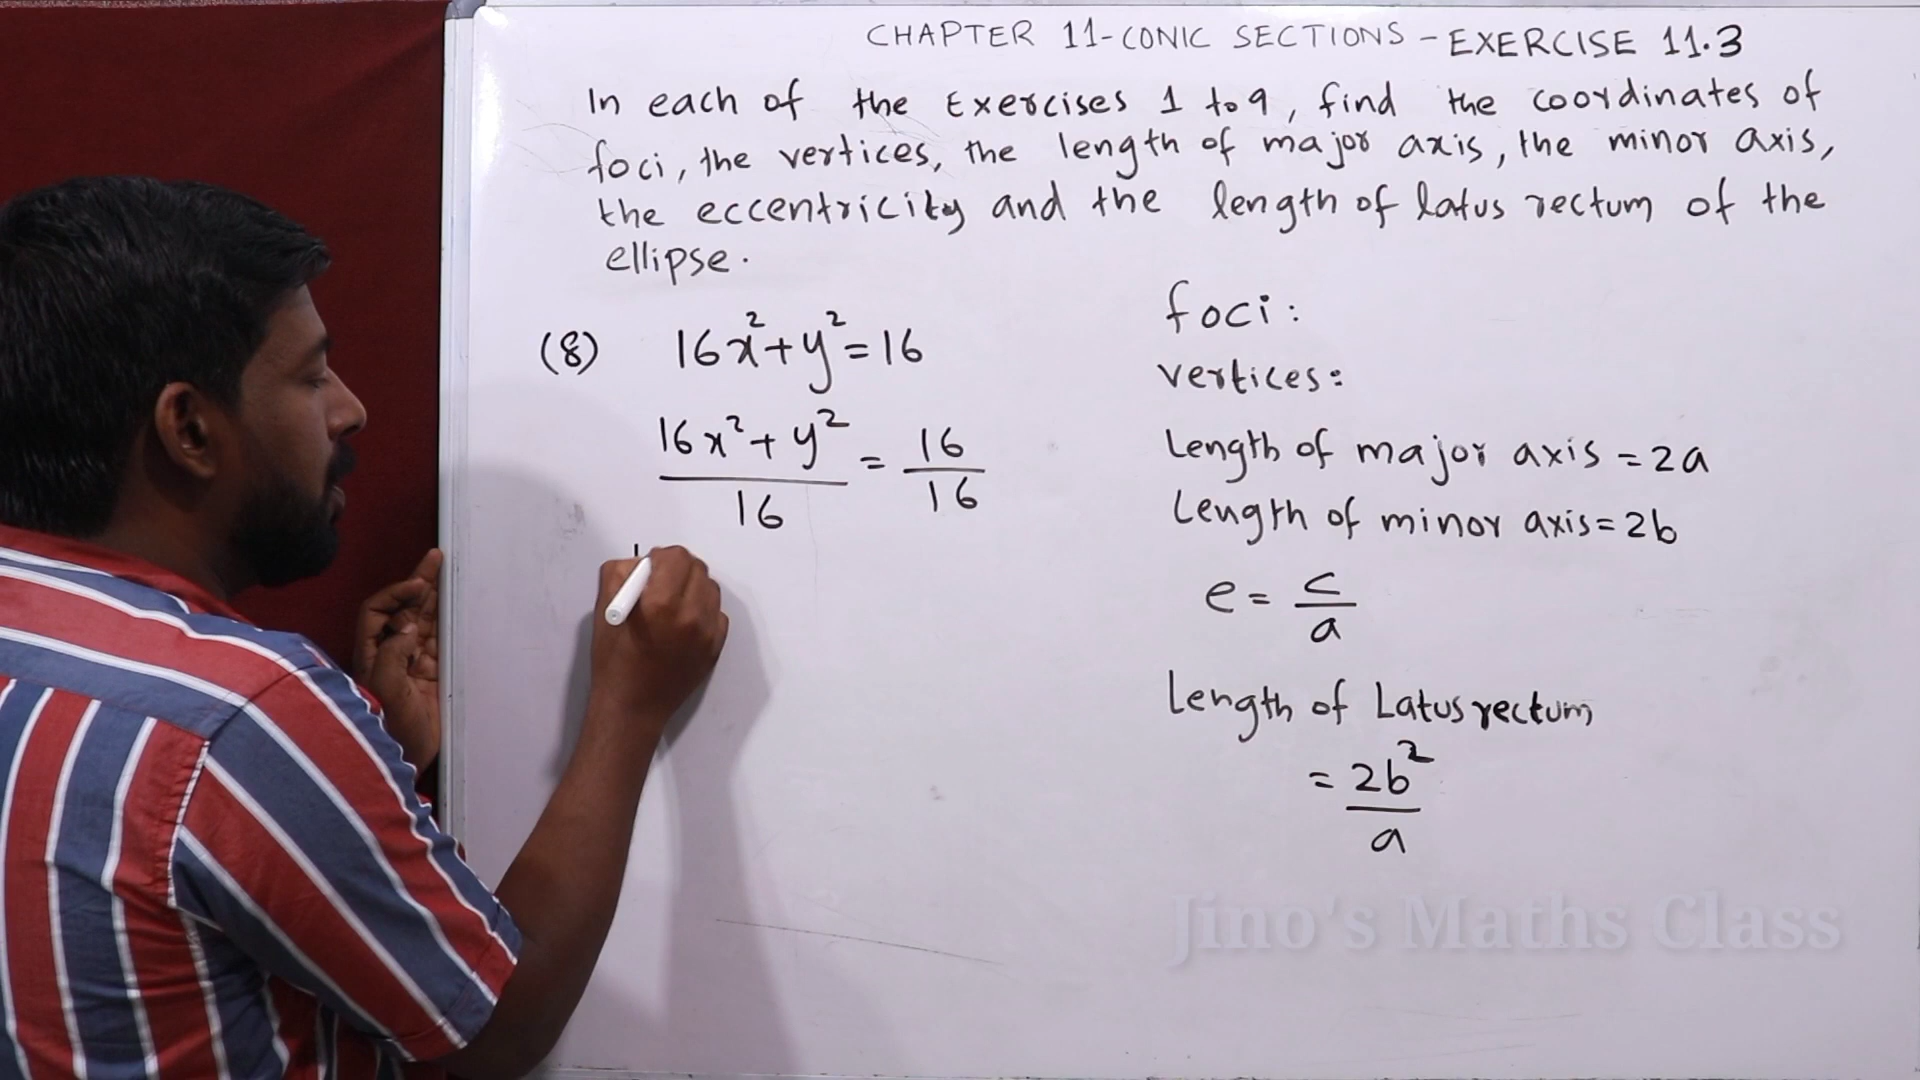 CHAPTER 11-CONIC SECTIONS - EXERCISE 11.3
In each of the Exercises 1 to 9, find the coordinates of
foci, the vertices, the length of major axis, the minor axis,
the eccentricity and the length of latus rectum of the
ellipse.
(8) 16x²+y²=16
16x²+y²/16 = 16/16
foci:
vertices:
Length of major axis = 2a
Length of minor axis = 2b
e = c/a
Length of Latus rectum
= 2b²/a
Jino's Maths Class